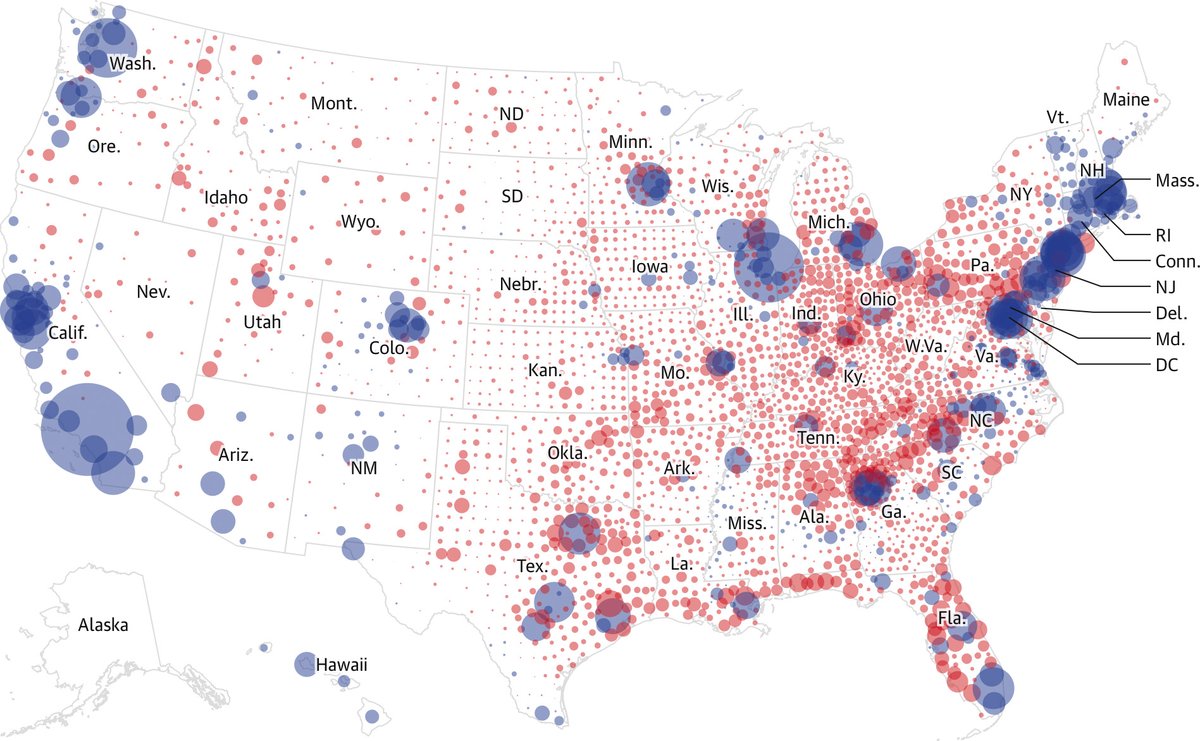 Wash.
Maine
Mont.
ND
Vt.
Minn.
Ore.
NH
Mass.
Wis.
Idaho
SD
NY
Wyo.
Mich.
RI
Conn.
Pa.
Iowa
Nev.
Nebr.
NJ
Ohio
Utah
Ill.
Ind.
Del.
Calif.
Md.
Colo.
W.Va.
Va.
DC
Kan.
Mo.
Ky.
NC
Tenn.
Ariz.
NM
Okla.
Ark.
SC
Miss.
Ala.
Ga.
Tex.
La.
Alaska
Fla.
Hawaii